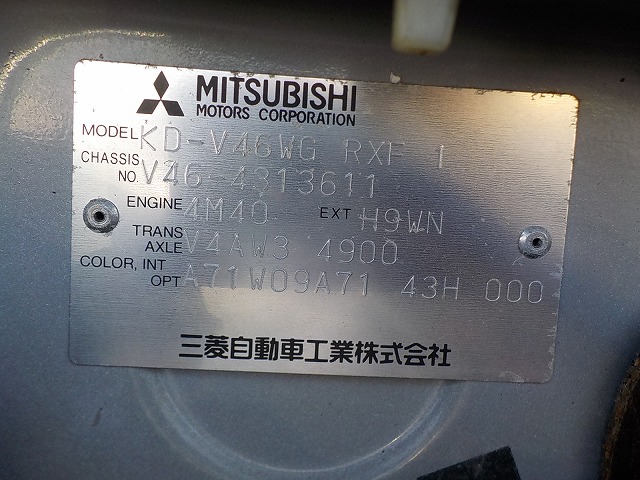 MITSUBISHI
MOTORS CORPORATION
MODEL KD-V46WG RXF 1
CHASSIS NO. V46-4313611
ENGINE 4M40 EXT H9WN
TRANS AXLE V4AW3 4900
COLOR, INT OPT A71W09A71 43H 000
三菱自動車工業株式会社